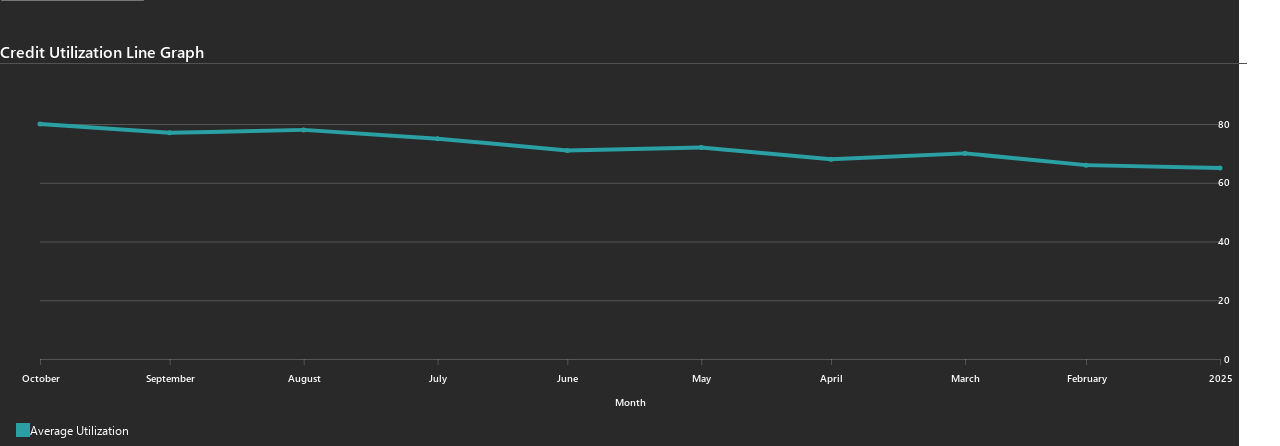 Credit Utilization Line Graph
80
60
40
20
0
October September August July June May April March February 2025
Month
Average Utilization